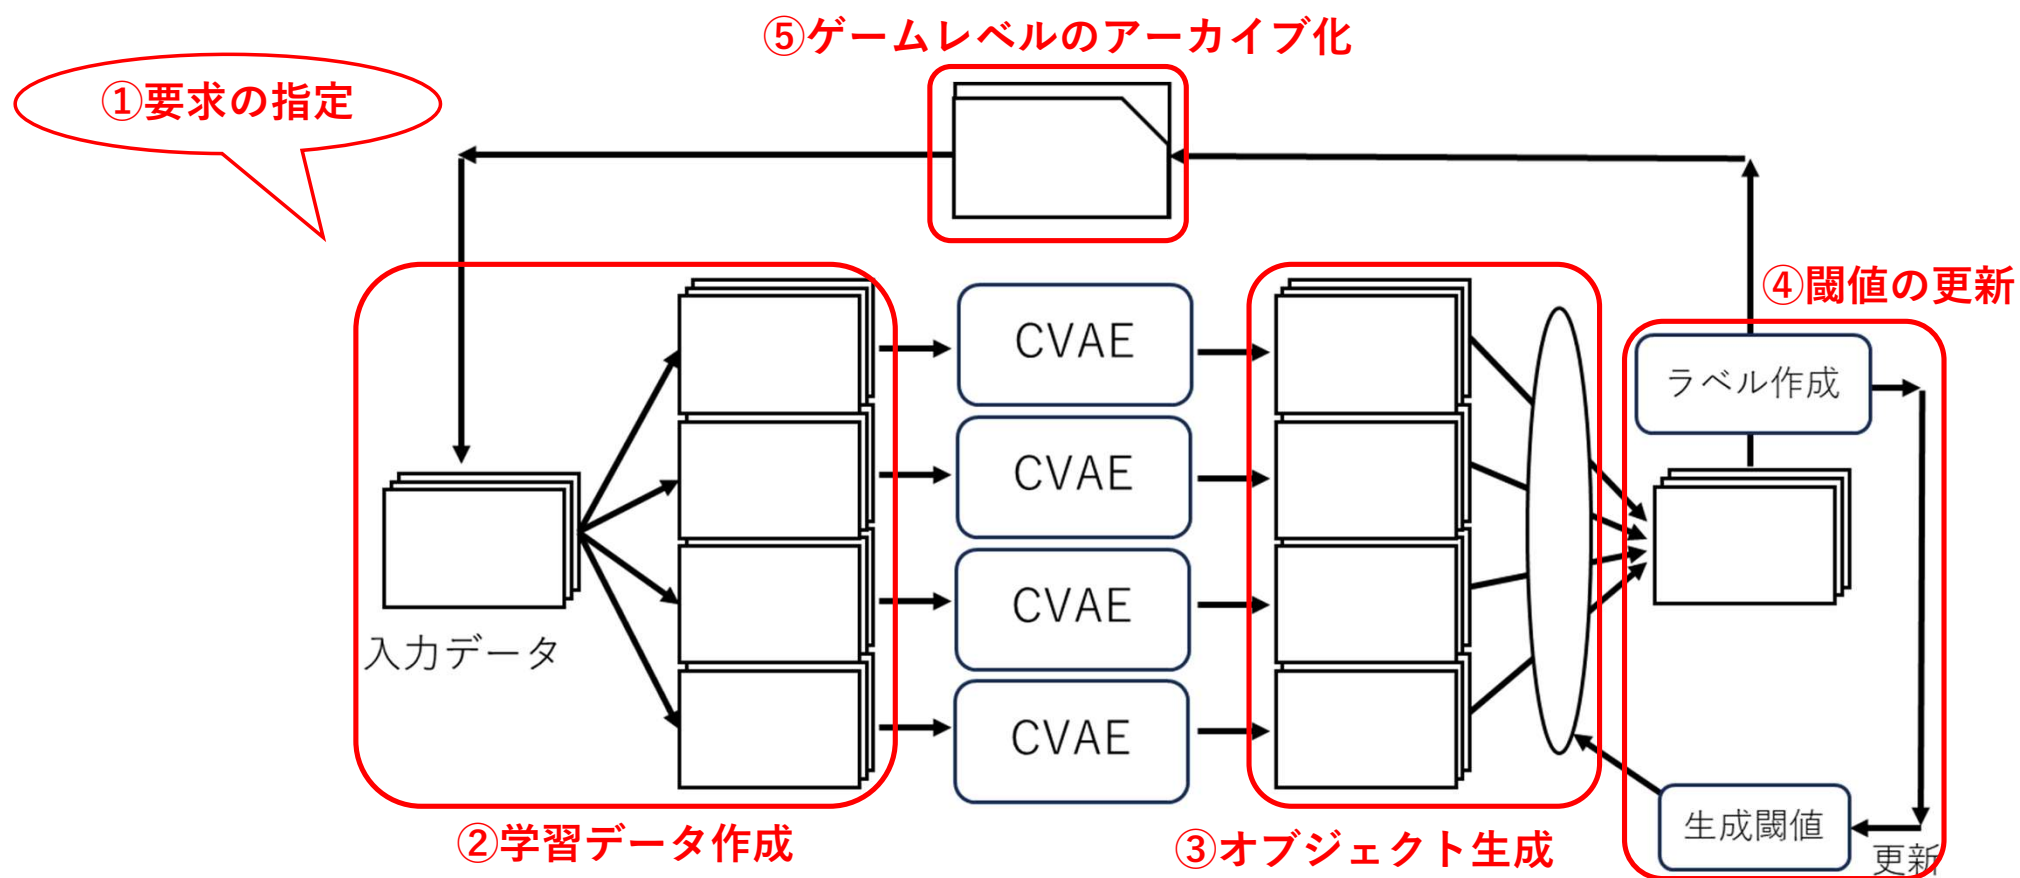 ⑤ゲームレベルのアーカイブ化
①要求の指定
④閾値の更新
CVAE
ラベル作成
CVAE
CVAE
入力データ
CVAE
生成閾値
更新
②学習データ作成
③オブジェクト生成